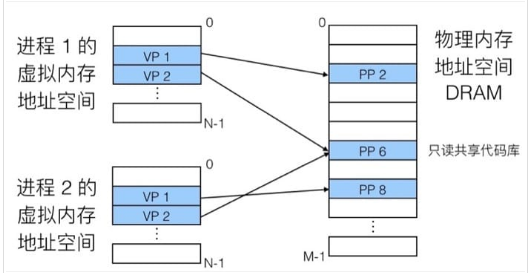 进程 1 的
虚拟内存
地址空间
0
VP 1
VP 2
⋮
N-1
进程 2 的
虚拟内存
地址空间
0
VP 1
VP 2
⋮
N-1
0
PP 2
PP 6
PP 8
⋮
M-1
物理内存
地址空间
DRAM
只读共享代码库